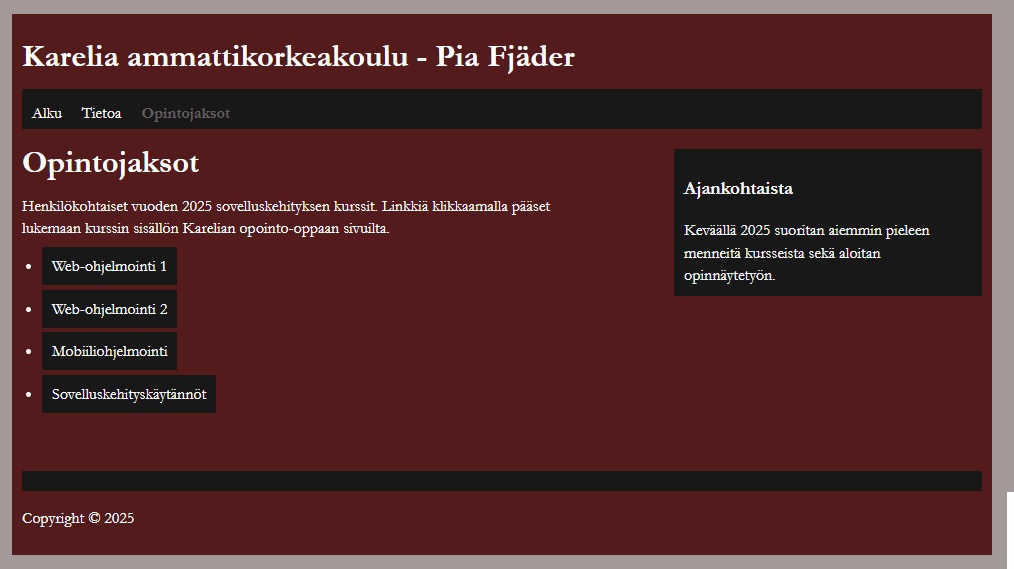 Karelia ammattikorkeakoulu - Pia Fjäder
Alku Tietoa Opintojaksot
Opintojaksot
Henkilökohtaiset vuoden 2025 sovelluskehityksen kurssit. Linkkiä klikkaamalla pääset
lukemaan kurssin sisällön Karelian opointo-oppaan sivuilta.
• Web-ohjelmointi 1
• Web-ohjelmointi 2
• Mobiiliohjelmointi
• Sovelluskehityskäytännöt
Ajankohtaista
Keväällä 2025 suoritan aiemmin pieleen
menneitä kursseista sekä aloitan
opinnäytetyön.
Copyright © 2025